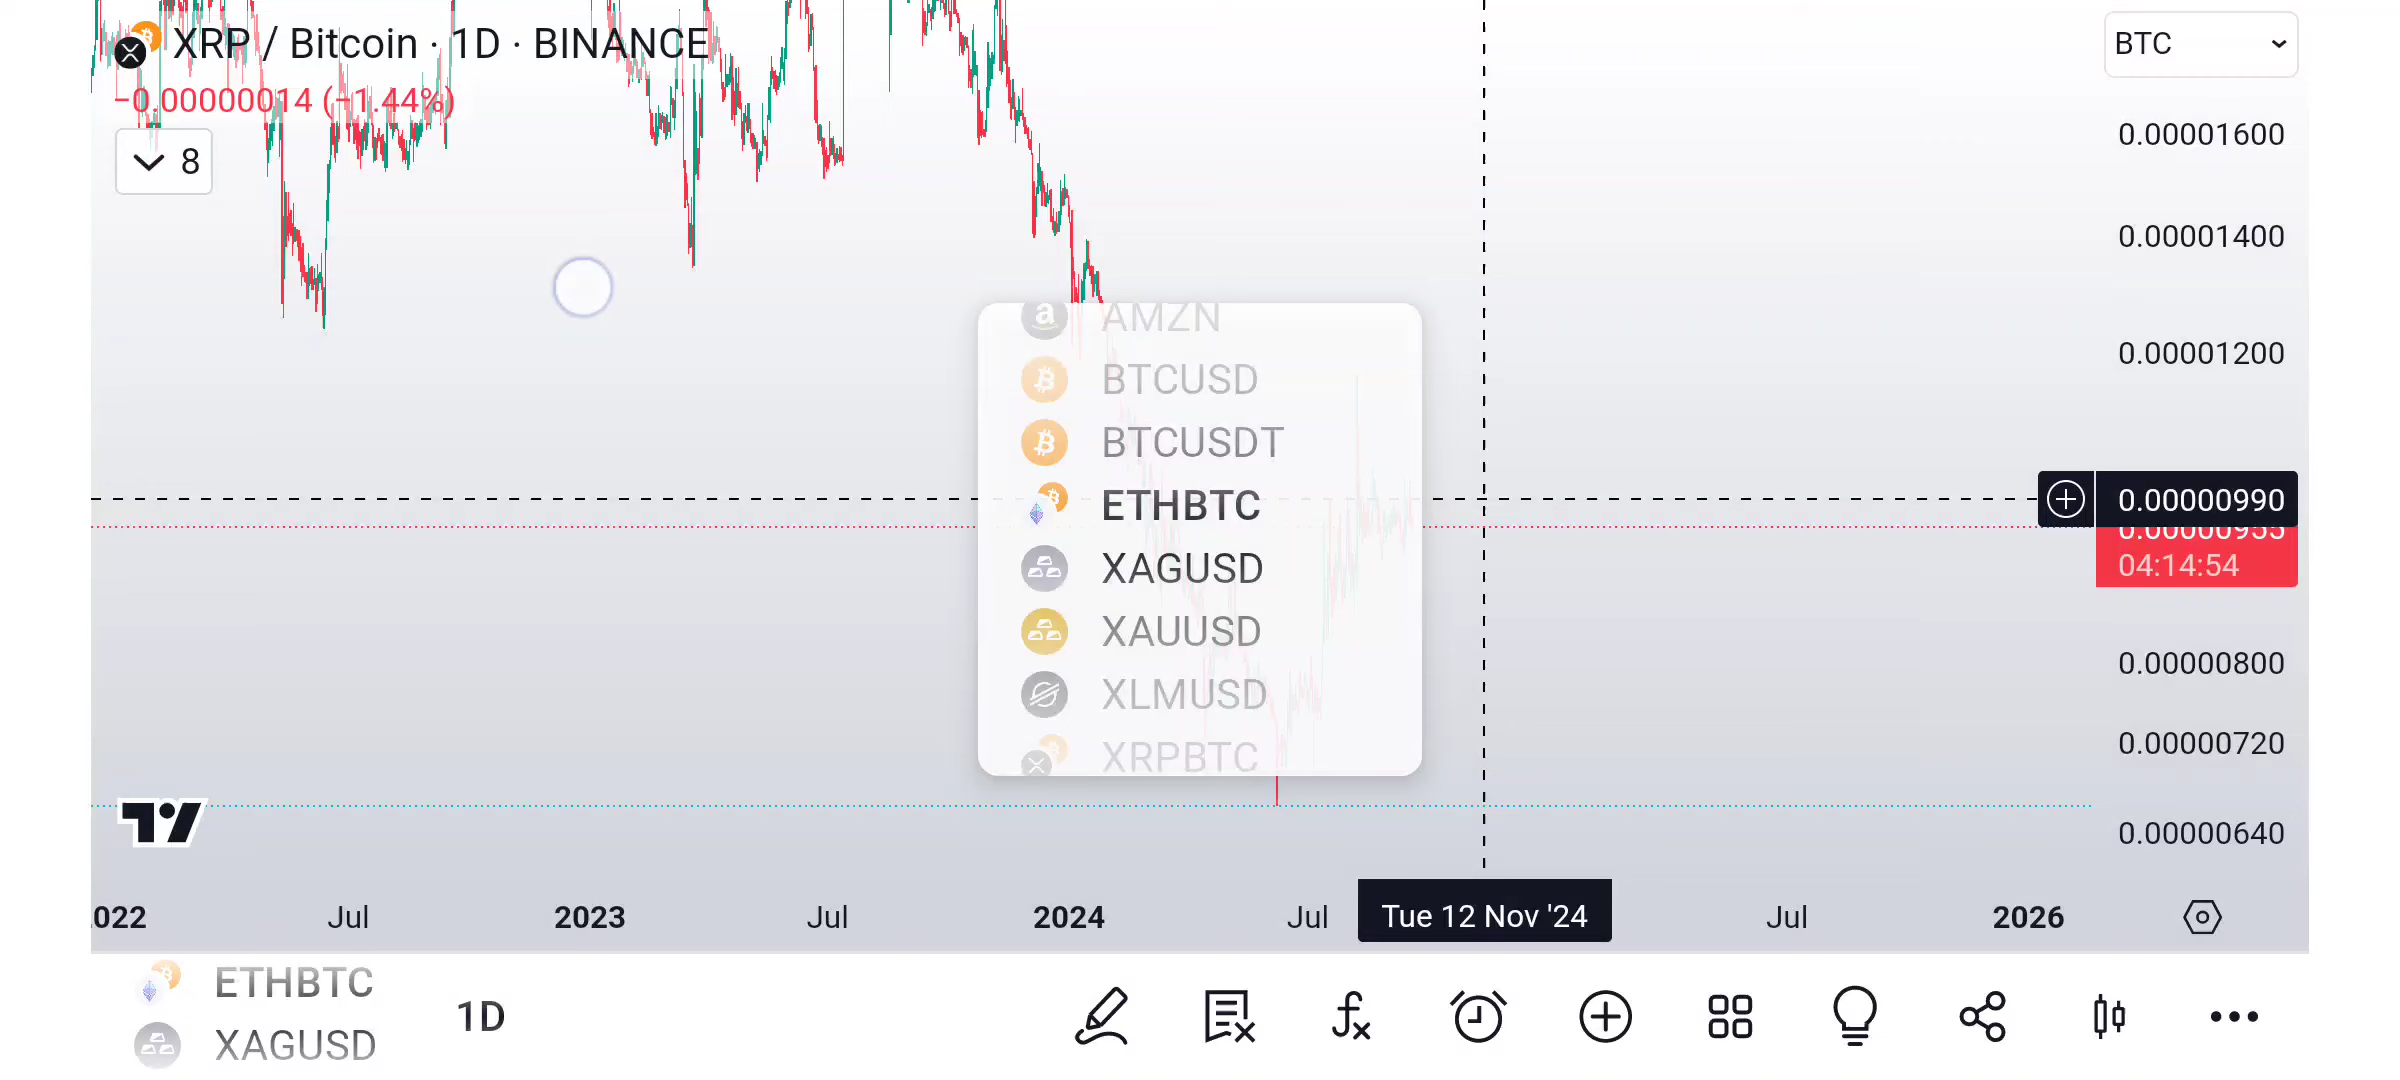 XRP / Bitcoin · 1D · BINANCE
−0.00000014 (−1.44%)
8
BTC
0.00001600
0.00001400
0.00001200
0.00000990
0.00000955
04:14:54
0.00000800
0.00000720
0.00000640
AMZN
BTCUSD
BTCUSDT
ETHBTC
XAGUSD
XAUUSD
XLMUSD
XRPBTC
022
Jul
2023
Jul
2024
Jul
Tue 12 Nov '24
Jul
2026
ETHBTC
XAGUSD
1D